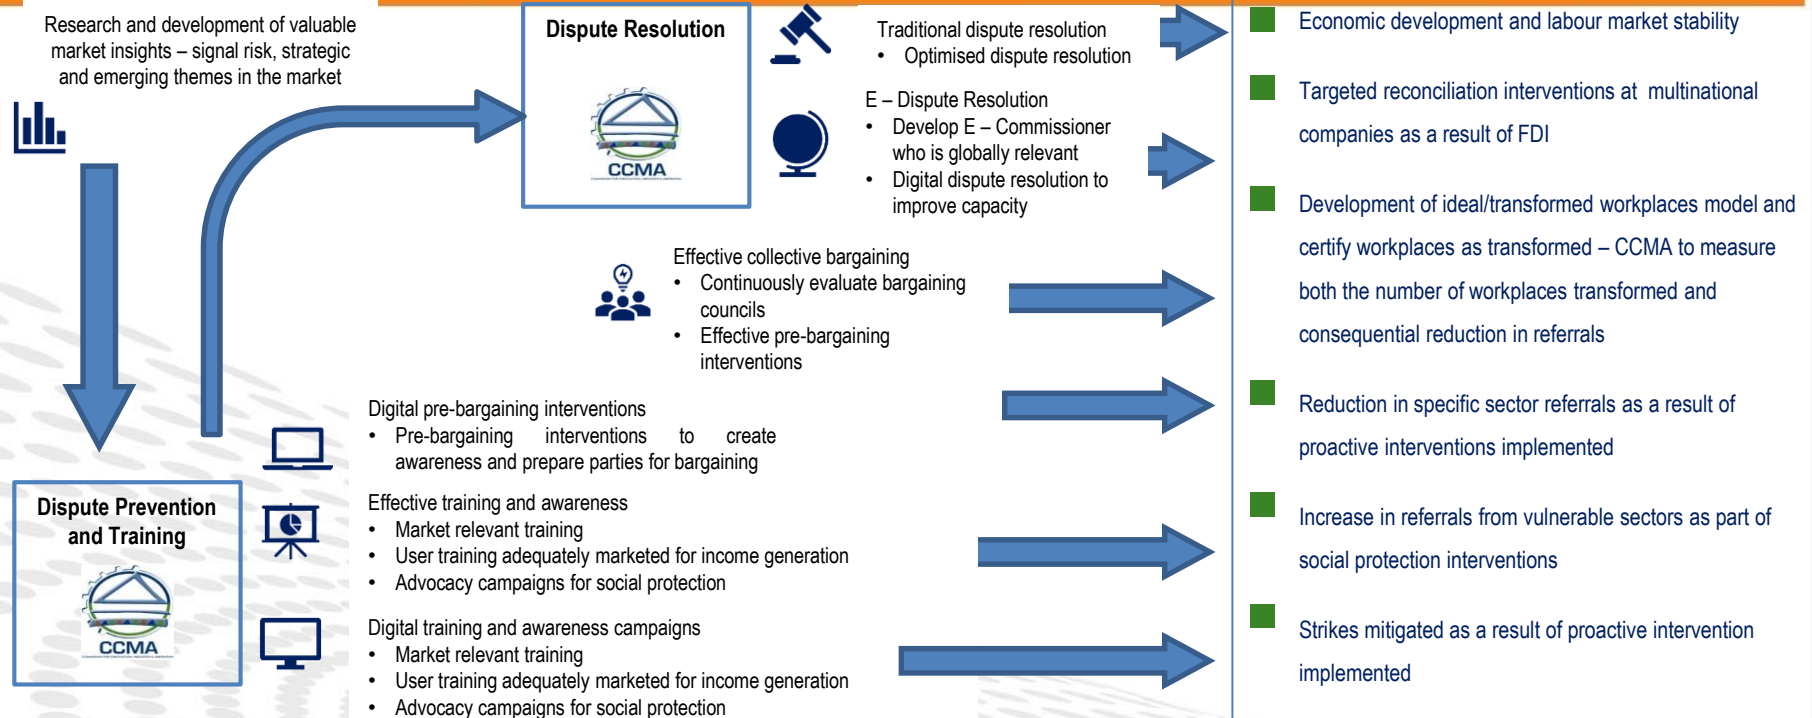 Research and development of valuable
market insights – signal risk, strategic
and emerging themes in the market
Dispute Resolution
CCMA
Traditional dispute resolution
• Optimised dispute resolution
E – Dispute Resolution
• Develop E – Commissioner
who is globally relevant
• Digital dispute resolution to
improve capacity
Effective collective bargaining
• Continuously evaluate bargaining
councils
• Effective pre-bargaining
interventions
Digital pre-bargaining interventions
• Pre-bargaining interventions to create
awareness and prepare parties for bargaining
Dispute Prevention
and Training
CCMA
Effective training and awareness
• Market relevant training
• User training adequately marketed for income generation
• Advocacy campaigns for social protection
Digital training and awareness campaigns
• Market relevant training
• User training adequately marketed for income generation
• Advocacy campaigns for social protection
Economic development and labour market stability
Targeted reconciliation interventions at multinational
companies as a result of FDI
Development of ideal/transformed workplaces model and
certify workplaces as transformed – CCMA to measure
both the number of workplaces transformed and
consequential reduction in referrals
Reduction in specific sector referrals as a result of
proactive interventions implemented
Increase in referrals from vulnerable sectors as part of
social protection interventions
Strikes mitigated as a result of proactive intervention
implemented